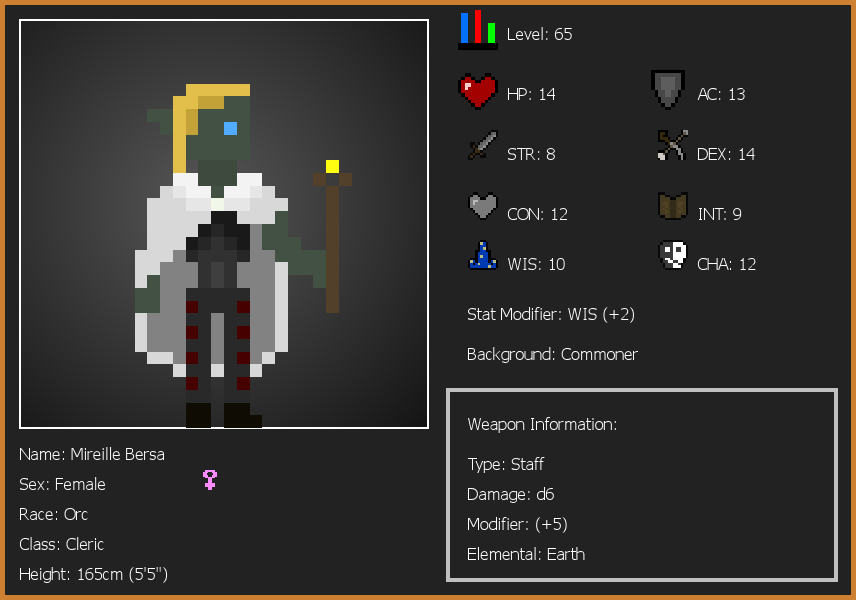 Level: 65
HP: 14
AC: 13
STR: 8
DEX: 14
CON: 12
INT: 9
WIS: 10
CHA: 12
Stat Modifier: WIS (+2)
Background: Commoner
Weapon Information:
Type: Staff
Damage: d6
Modifier: (+5)
Elemental: Earth
Name: Mireille Bersa
Sex: Female
Race: Orc
Class: Cleric
Height: 165cm (5'5")